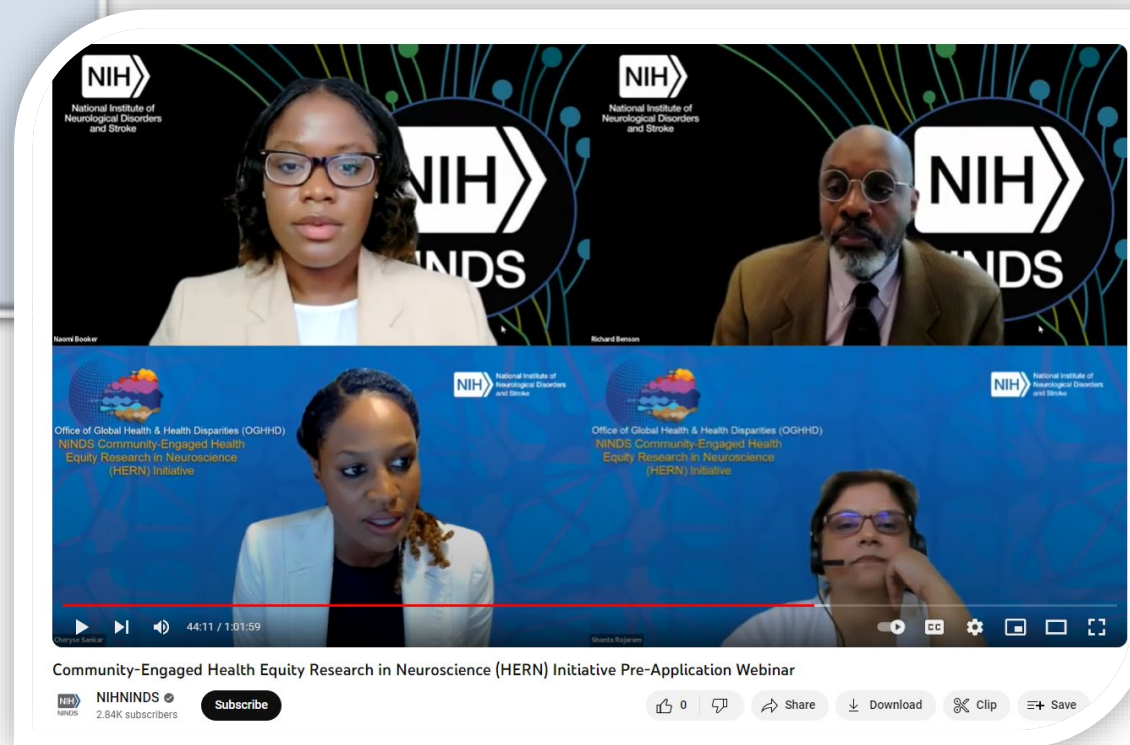 NIH
National Institute of
Neurological Disorders
and Stroke
NIH
NINDS
Naomi Booker
NIH
National Institute of
Neurological Disorders
and Stroke
NIH
NINDS
Richard Benson
Office of Global Health & Health Disparities (OGHHD)
NINDS Community-Engaged Health
Equity Research in Neuroscience
(HERN) Initiative
NIH
National Institute of
Neurological Disorders
and Stroke
Cheryse Sankar
Office of Global Health & Health Disparities (OGHHD)
NINDS Community-Engaged Health
Equity Research in Neuroscience
(HERN) Initiative
NIH
National Institute of
Neurological Disorders
and Stroke
Shanta Rajaram
44:11 / 1:01:59
CC
Community-Engaged Health Equity Research in Neuroscience (HERN) Initiative Pre-Application Webinar
NIH
NINDS
NIHNINDS
2.84K subscribers
Subscribe
0
Share
Download
Clip
Save